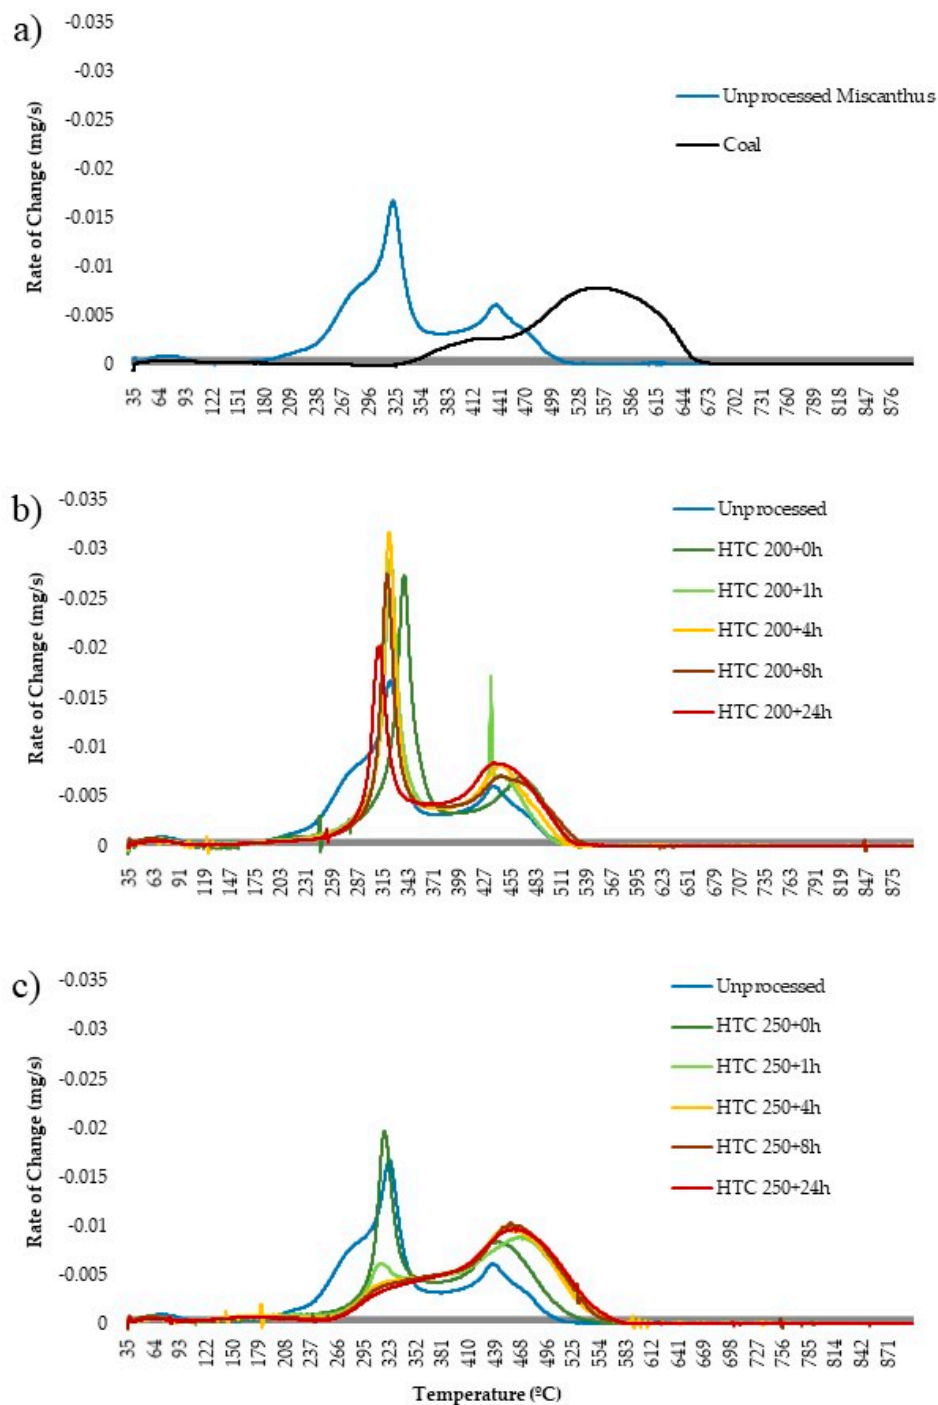 a)
-0.035
-0.03
-0.025
-0.02
-0.015
-0.01
-0.005
0
Rate of Change (mg/s)
Unprocessed Miscanthus
Coal
35 64 93 122 151 180 209 238 267 296 325 354 383 412 441 470 499 528 557 586 615 644 673 702 731 760 789 818 847 876
b)
-0.035
-0.03
-0.025
-0.02
-0.015
-0.01
-0.005
0
Rate of Change (mg/s)
Unprocessed
HTC 200+0h
HTC 200+1h
HTC 200+4h
HTC 200+8h
HTC 200+24h
35 63 91 119 147 175 203 231 259 287 315 343 371 399 427 455 483 511 539 567 595 623 651 679 707 735 763 791 819 847 875
c)
-0.035
-0.03
-0.025
-0.02
-0.015
-0.01
-0.005
0
Rate of Change (mg/s)
Unprocessed
HTC 250+0h
HTC 250+1h
HTC 250+4h
HTC 250+8h
HTC 250+24h
35 64 93 121 150 179 208 237 266 295 323 352 381 410 439 468 496 525 554 583 612 641 669 698 727 756 785 814 842 871
Temperature (ºC)